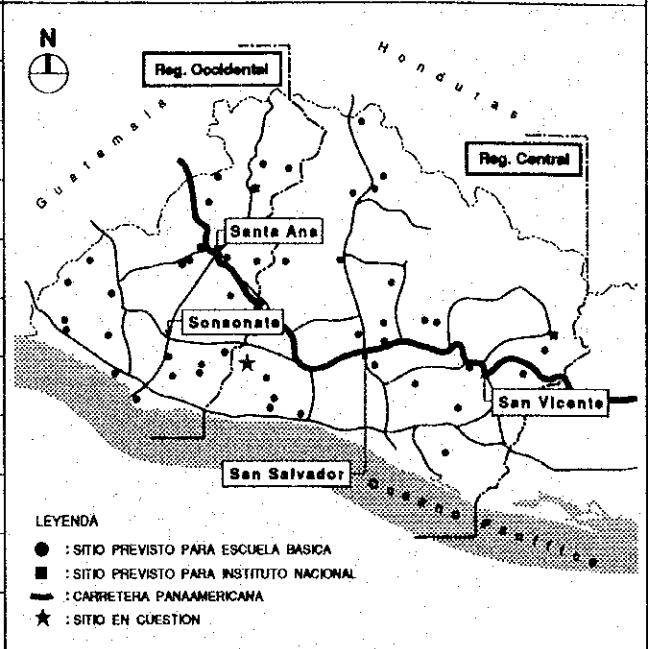 N
Reg. Occidental
Honduras
Guatemala
Reg. Central
Santa Ana
Sonsonate
San Vicente
San Salvador
Oceano Pacifico
LEYENDA
● : SITIO PREVISTO PARA ESCUELA BASICA
■ : SITIO PREVISTO PARA INSTITUTO NACIONAL
: CARRETERA PANAAMERICANA
★ : SITIO EN CUESTION